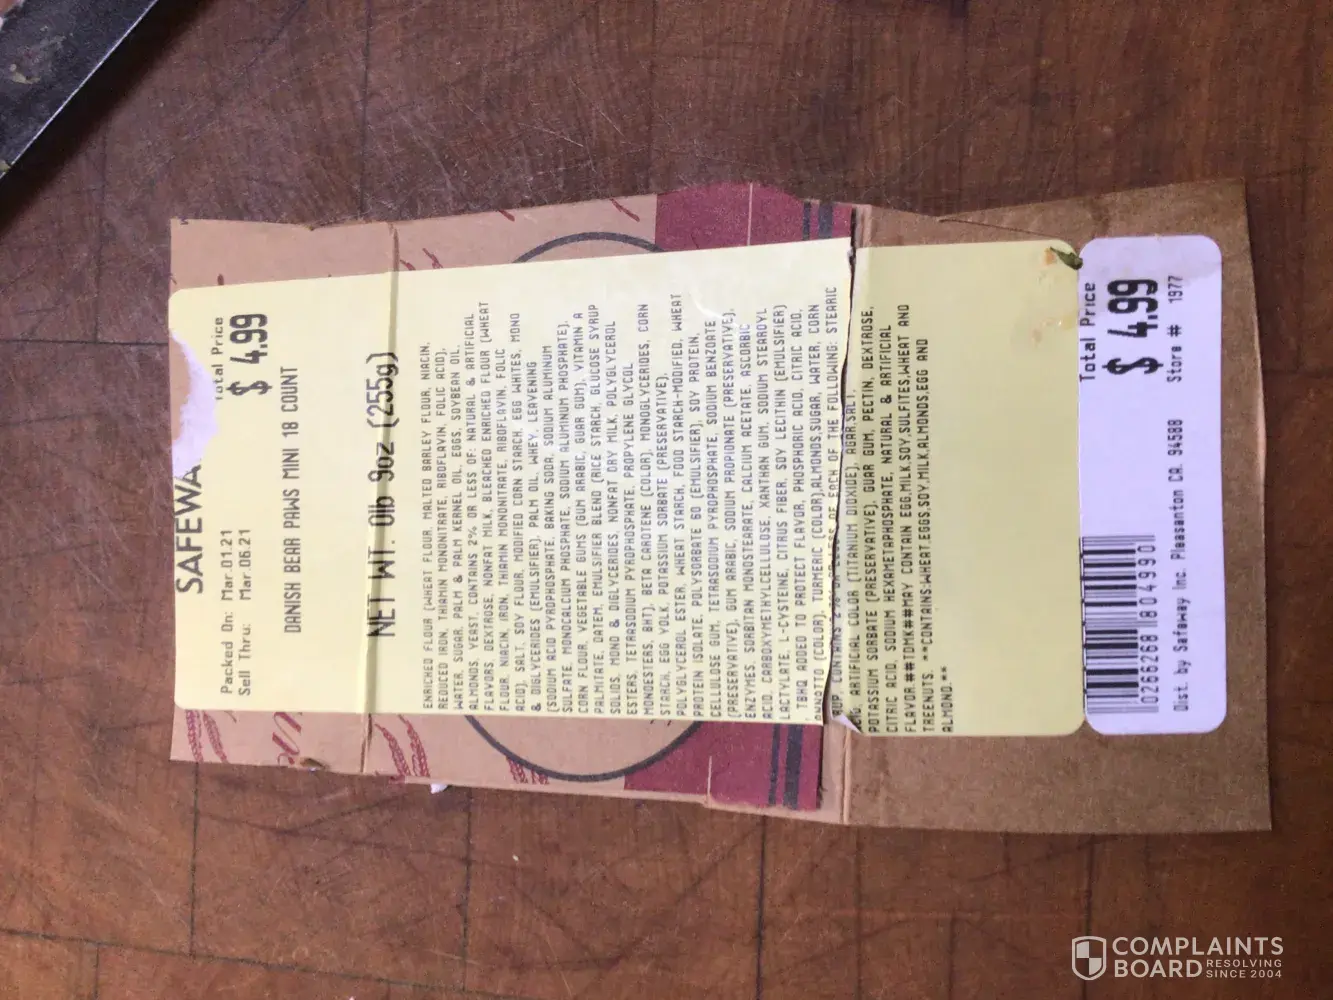 SAFEWA
Total Price
$ 4.99
Packed On: Mar.01.21
Sell Thru: Mar.06.21
DANISH BEAR PAWS MINI 18 COUNT
NET WT. 0lb 9oz (255g)
ENRICHED FLOUR (WHEAT FLOUR, MALTED BARLEY FLOUR, NIACIN,
REDUCED IRON, THIAMIN MONONITRATE, RIBOFLAVIN, FOLIC ACID),
WATER, SUGAR, PALM & PALM KERNEL OIL, EGGS, SOYBEAN OIL,
ALMONDS, YEAST, CONTAINS 2% OR LESS OF: NATURAL & ARTIFICIAL
FLAVORS, DEXTROSE, NONFAT MILK, BLEACHED ENRICHED FLOUR (WHEAT
FLOUR, NIACIN, IRON, THIAMIN MONONITRATE, RIBOFLAVIN, FOLIC
ACID), SALT, SOY FLOUR, MODIFIED CORN STARCH, EGG WHITES, MONO
& DIGLYCERIDES (EMULSIFIER), PALM OIL, WHEY, LEAVENING
(SODIUM ACID PYROPHOSPHATE, BAKING SODA, SODIUM ALUMINUM
SULFATE, MONOCALCIUM PHOSPHATE, SODIUM ALUMINUM PHOSPHATE),
CORN FLOUR, VEGETABLE GUMS (GUM ARABIC, GUAR GUM), VITAMIN A
PALMITATE, DATEM, EMULSIFIER BLEND (RICE STARCH, GLUCOSE SYRUP
SOLIDS, MONO & DIGLYCERIDES, NONFAT DRY MILK, POLYGLYCEROL
ESTERS, TETRASODIUM PYROPHOSPHATE, PROPYLENE GLYCOL
MONOESTERS, BHT), BETA CAROTENE (COLOR), MONOGLYCERIDES, CORN
STARCH, EGG YOLK, POTASSIUM SORBATE (PRESERVATIVE),
POLYGLYCEROL ESTER, WHEAT STARCH, FOOD STARCH-MODIFIED, WHEAT
PROTEIN ISOLATE, POLYSORBATE 60 (EMULSIFIER), SOY PROTEIN,
CELLULOSE GUM, TETRASODIUM PYROPHOSPHATE, SODIUM BENZOATE
(PRESERVATIVE), GUM ARABIC, SODIUM PROPIONATE (PRESERVATIVE),
ENZYMES, SORBITAN MONOSTEARATE, CALCIUM ACETATE, ASCORBIC
ACID, CARBOXYMETHYLCELLULOSE, XANTHAN GUM, SODIUM STEAROYL
LACTYLATE, L-CYSTEINE, CITRUS FIBER, SOY LECITHIN (EMULSIFIER)
TBHQ ADDED TO PROTECT FLAVOR, PHOSPHORIC ACID, CITRIC ACID,
ANNATTO (COLOR), TURMERIC (COLOR),ALMONDS,SUGAR, WATER, CORN
RUP, CONTAINS 2% OR LESS OF EACH OF THE FOLLOWING: STEARIC
ARTIFICIAL COLOR (TITANIUM DIOXIDE), AGAR,SALT,
POTASSIUM SORBATE (PRESERVATIVE), GUAR GUM, PECTIN, DEXTROSE,
CITRIC ACID, SODIUM HEXAMETAPHOSPHATE, NATURAL & ARTIFICIAL
FLAVOR.##TDMK##MAY CONTAIN EGG,MILK,SOY,SULFITES,WHEAT AND
TREENUTS. **CONTAINS:WHEAT,EGGS,SOY,MILK,ALMONDS,EGG AND
ALMOND.**
Total Price
$ 4.99
0266268 804990
Store # 1977
Dist. by Safeway Inc. Pleasanton CA. 94588
COMPLAINTS
BOARD RESOLVING
SINCE 2004